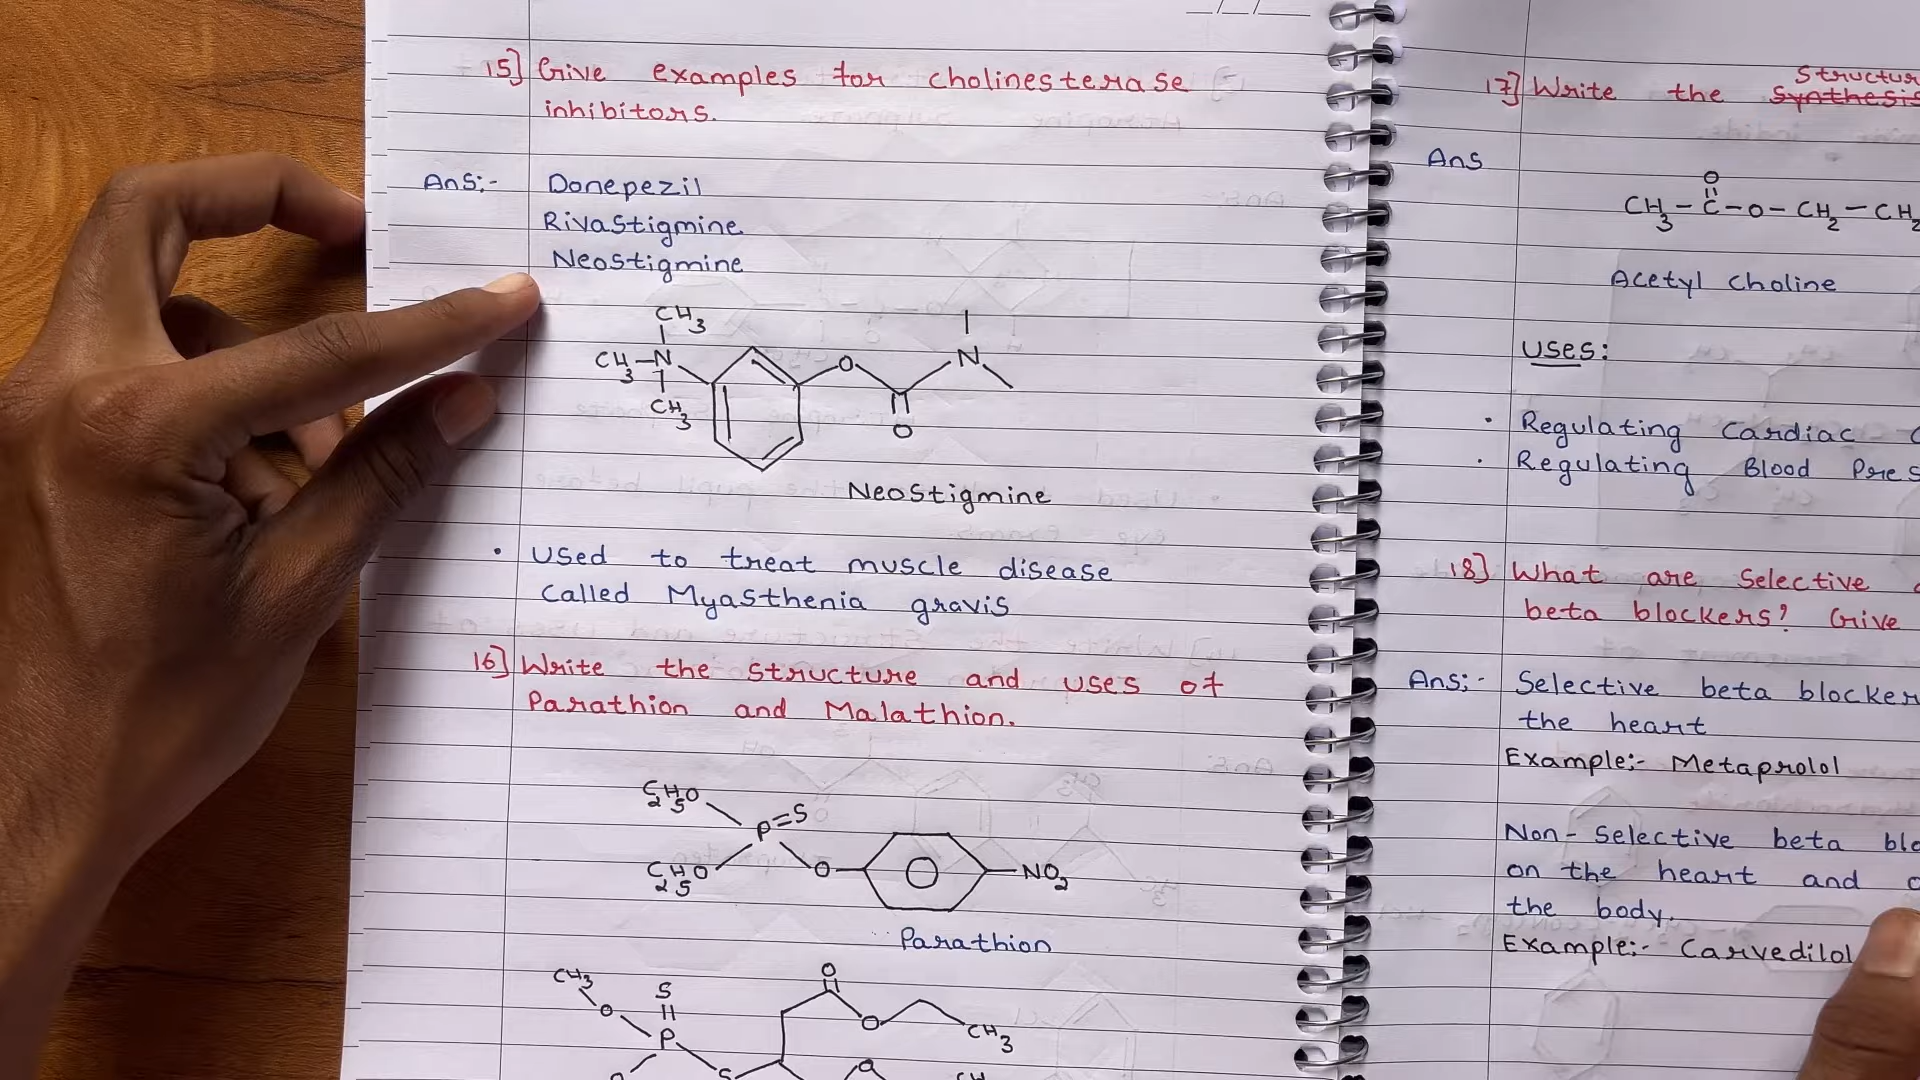 15] Give examples for cholinesterase
inhibitors.
Ans:- Donepezil
Rivastigmine
Neostigmine
CH3
CH3-N
CH3
O
N
O
Neostigmine
• Used to treat muscle disease
called Myasthenia gravis
16] Write the structure and uses of
Parathion and Malathion.
C2H5O
P=S
C2H5O
O
NO2
Parathion
CH3
S
O
O
P
O
CH3
S
17] Write the structur
synthesis
Ans
O
CH3-C-O-CH2-CH2
Acetyl choline
Uses:
• Regulating Cardiac
• Regulating Blood Pres
18] What are Selective
beta blockers? Give
Ans:- Selective beta blocker
the heart
Example:- Metaprolol
Non-Selective beta blo
on the heart and
the body.
Example:- Carvedilol